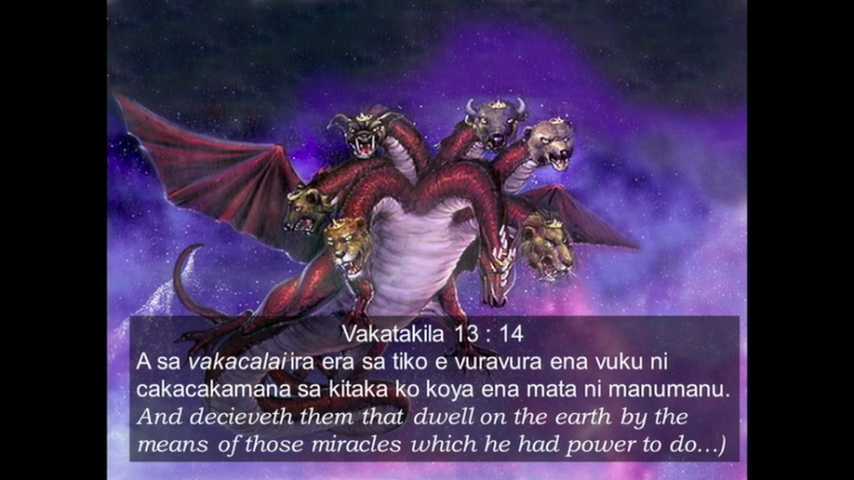 Vakatakila 13 : 14
A sa vakacalai ira era sa tiko e vuravura ena vuku ni
cakacakamana sa kitaka ko koya ena mata ni manumanu.
And decieveth them that dwell on the earth by the
means of those miracles which he had power to do...)